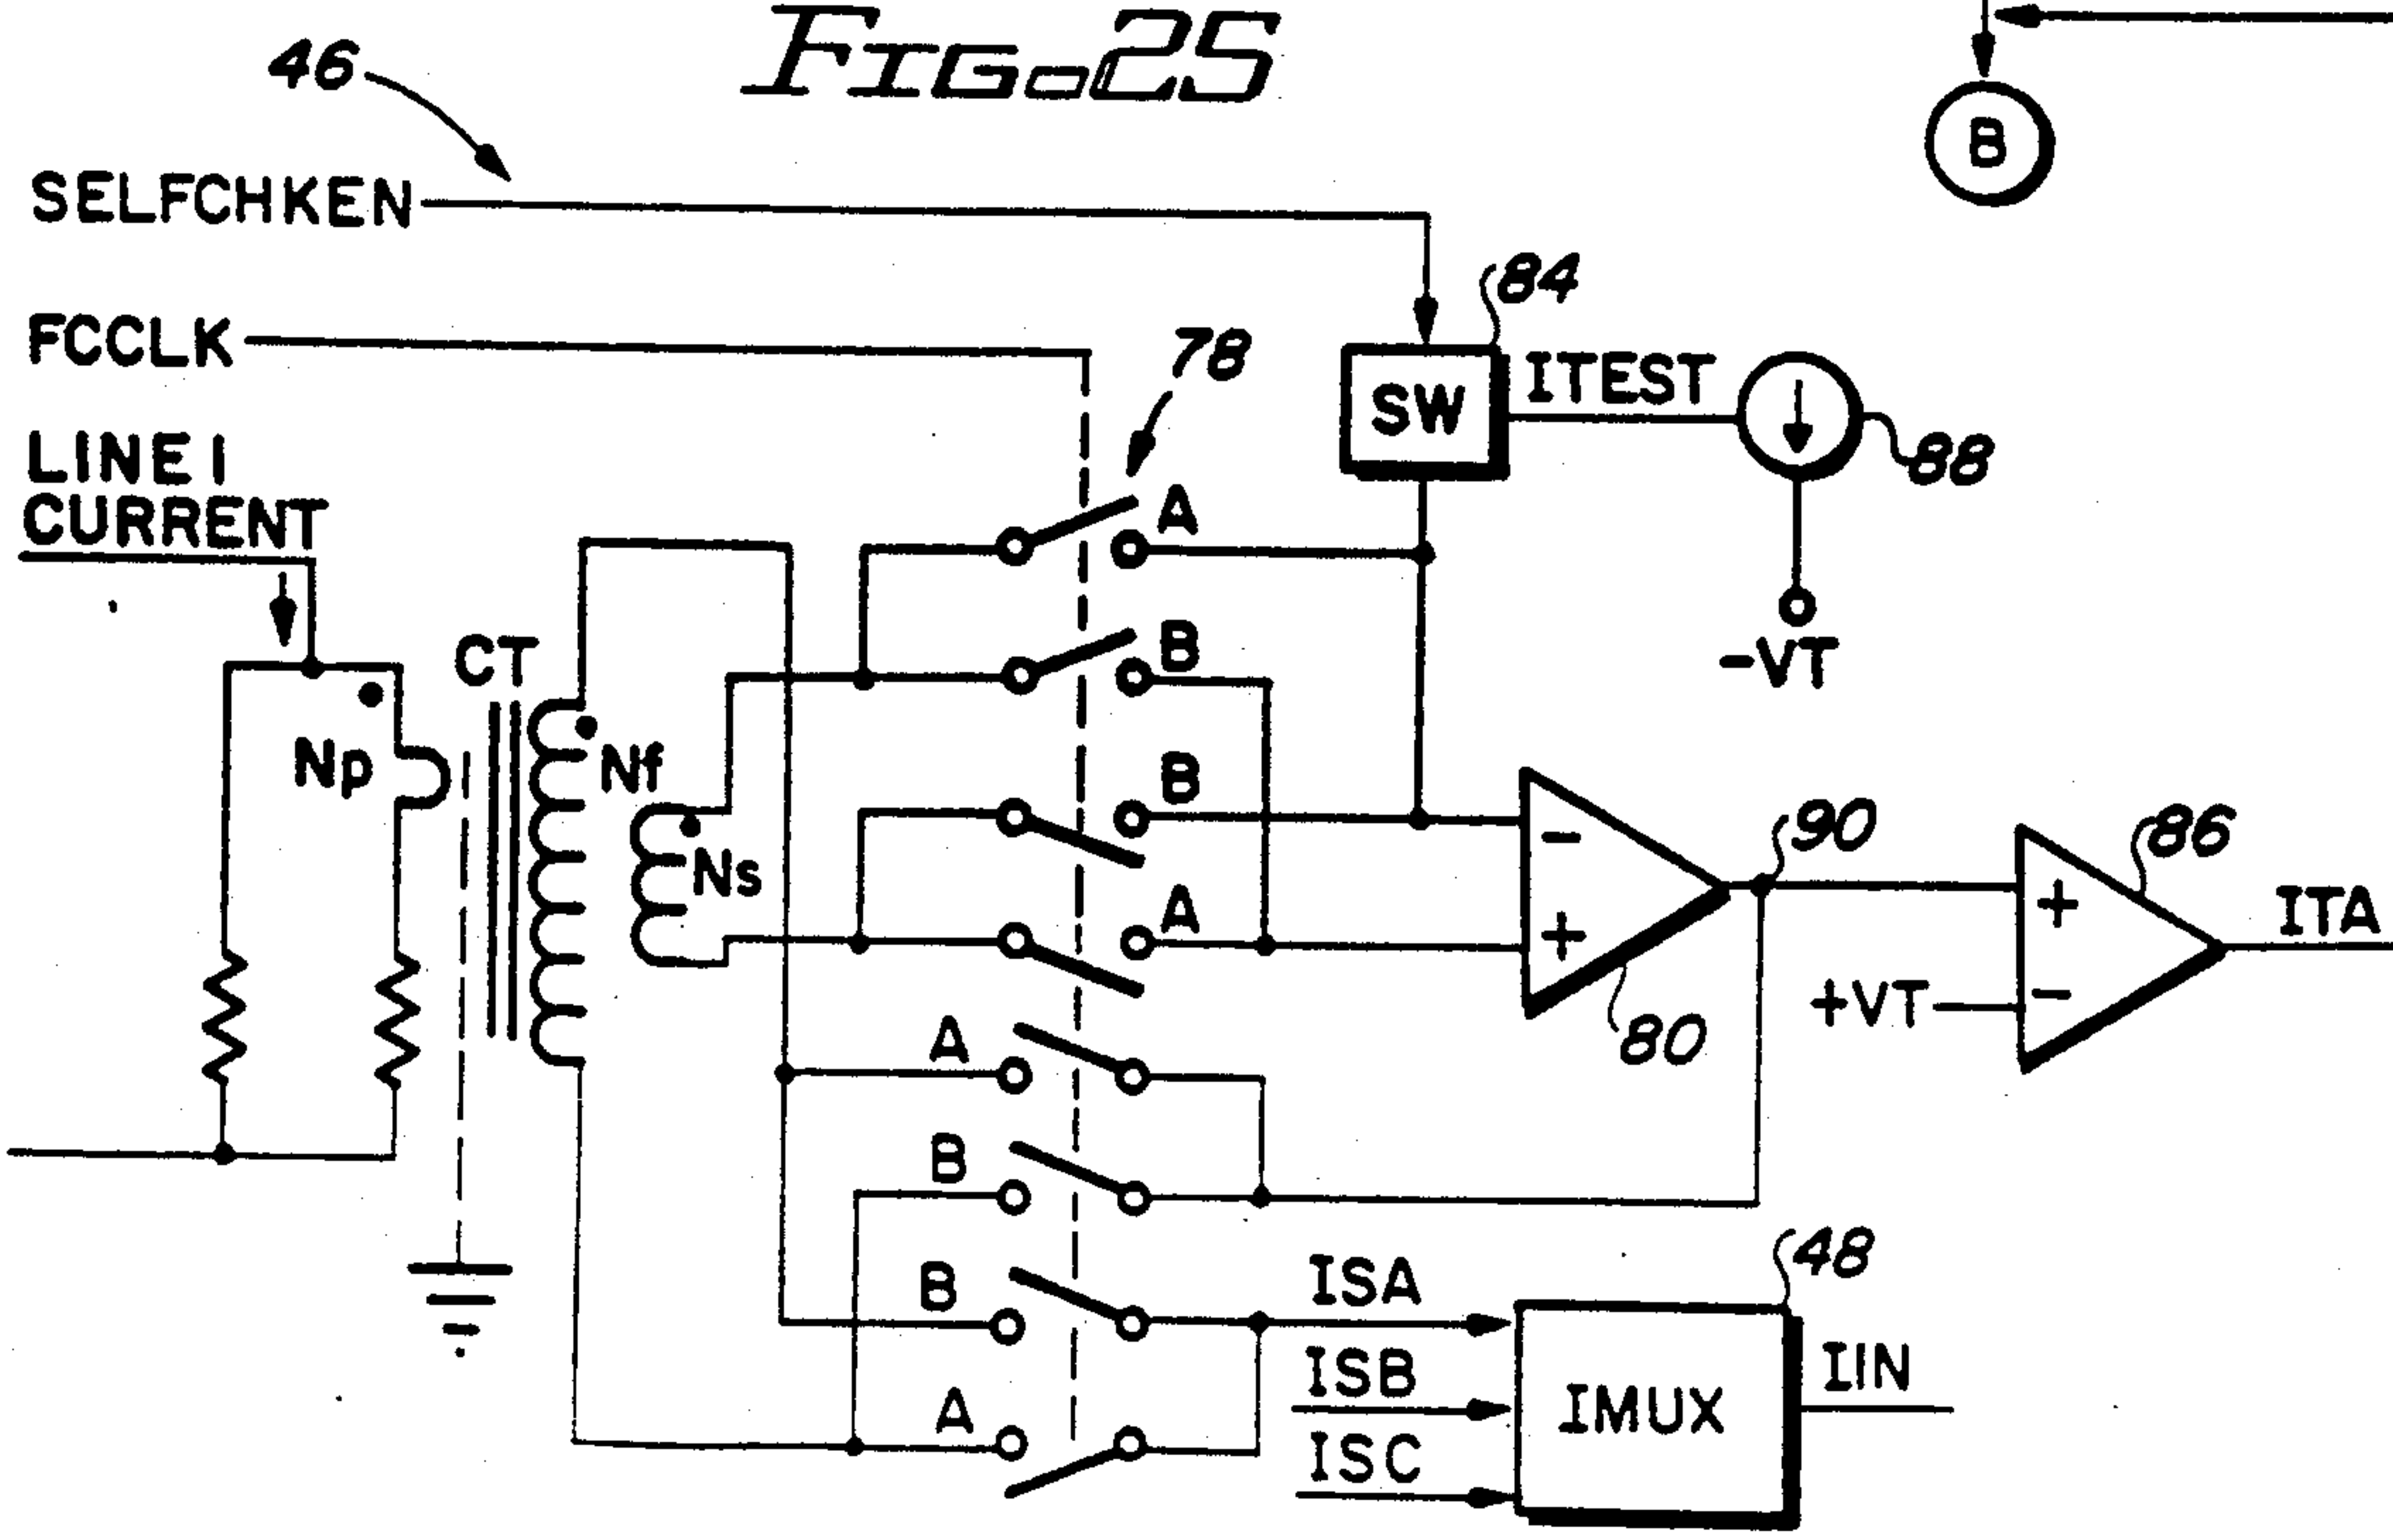 FIG. 25
46
B
SELFCHKEN
84
FCCLK
78
SW
ITEST
88
LINE 1
CURRENT
A
B
-VT
CT
Np
Nf
B
-
90
86
Ns
A
+
+
ITA
+VT
-
80
A
B
48
B
ISA
ISB
IMUX
IIN
A
ISC